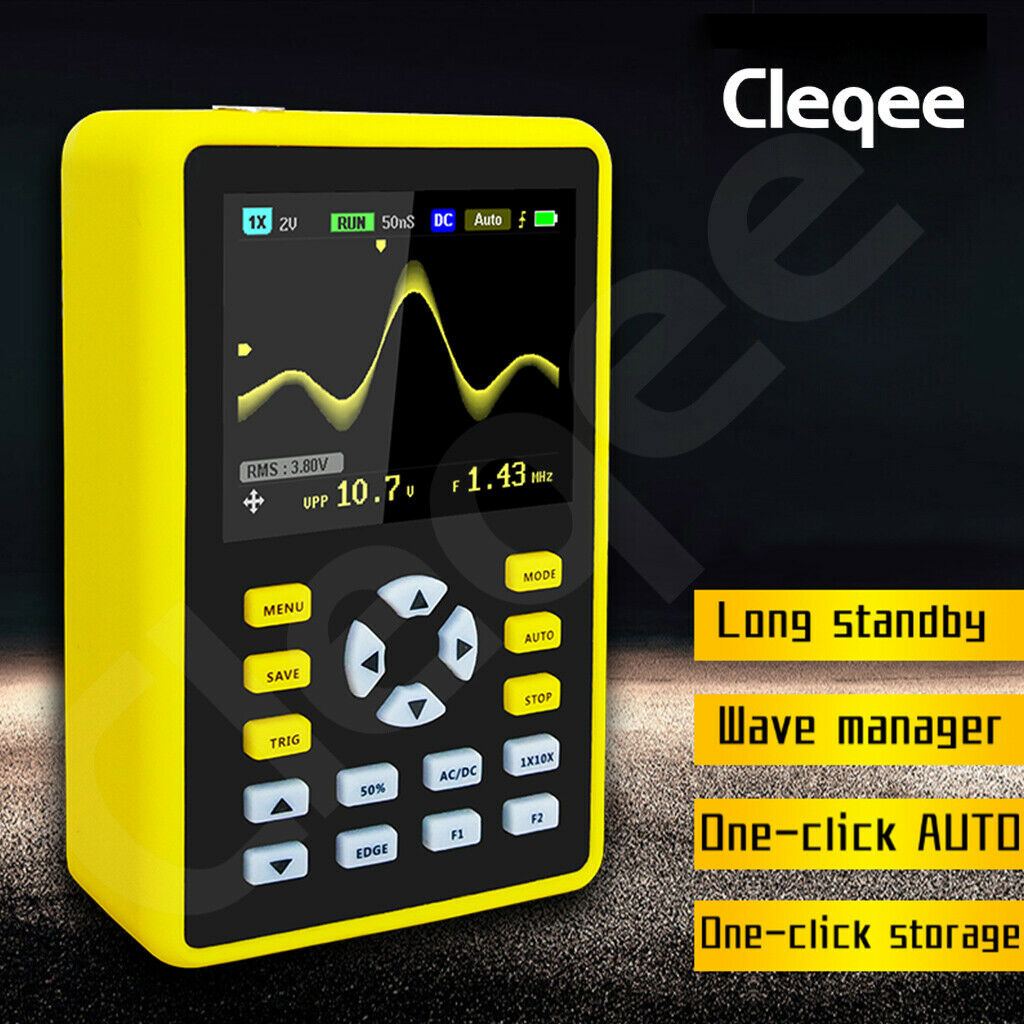 Cleqee
1X 2V RUN 50nS DC Auto
RMS : 3.80V
VPP 10.7 V F 1.43 MHz
MENU MODE
SAVE AUTO
TRIG STOP
50% AC/DC 1X10X
EDGE F1 F2
Long standby
Wave manager
One-click AUTO
One-click storage
Cleqee